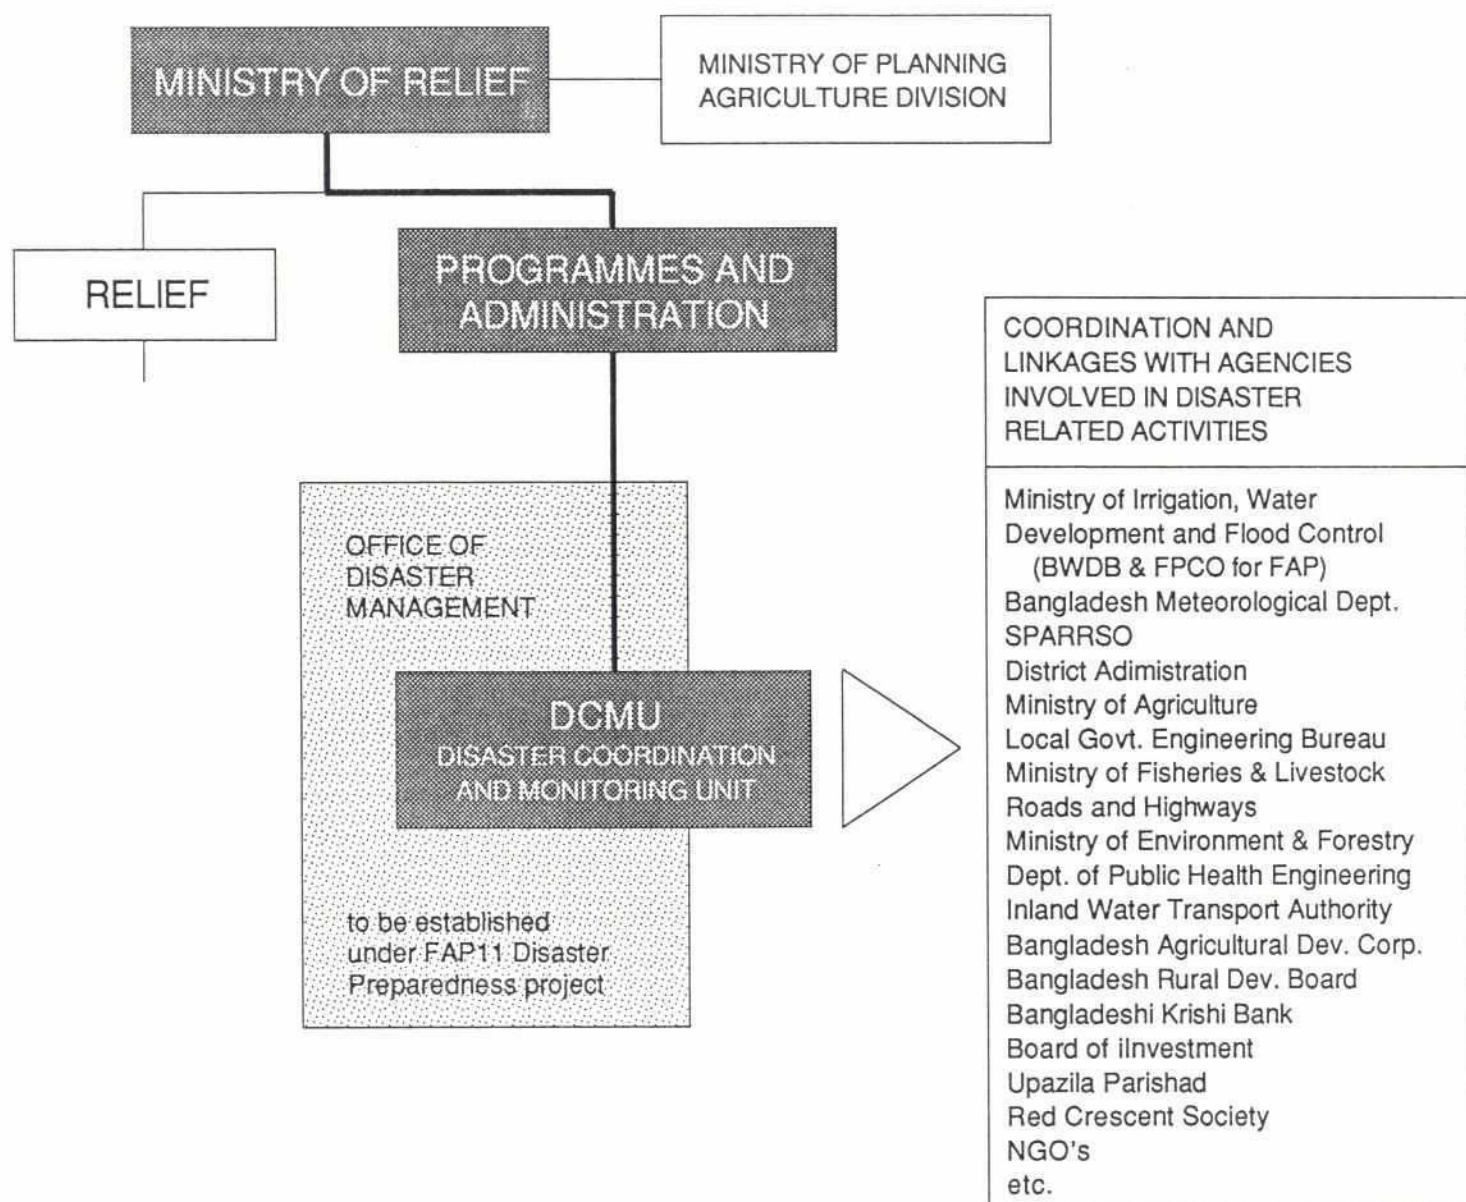 MINISTRY OF RELIEF
MINISTRY OF PLANNING
AGRICULTURE DIVISION
RELIEF
PROGRAMMES AND
ADMINISTRATION
OFFICE OF
DISASTER
MANAGEMENT
DCMU
DISASTER COORDINATION
AND MONITORING UNIT
to be established
under FAP11 Disaster
Preparedness project
COORDINATION AND
LINKAGES WITH AGENCIES
INVOLVED IN DISASTER
RELATED ACTIVITIES
Ministry of Irrigation, Water
Development and Flood Control
(BWDB & FPCO for FAP)
Bangladesh Meteorological Dept.
SPARRSO
District Adimistration
Ministry of Agriculture
Local Govt. Engineering Bureau
Ministry of Fisheries & Livestock
Roads and Highways
Ministry of Environment & Forestry
Dept. of Public Health Engineering
Inland Water Transport Authority
Bangladesh Agricultural Dev. Corp.
Bangladesh Rural Dev. Board
Bangladeshi Krishi Bank
Board of iInvestment
Upazila Parishad
Red Crescent Society
NGO's
etc.